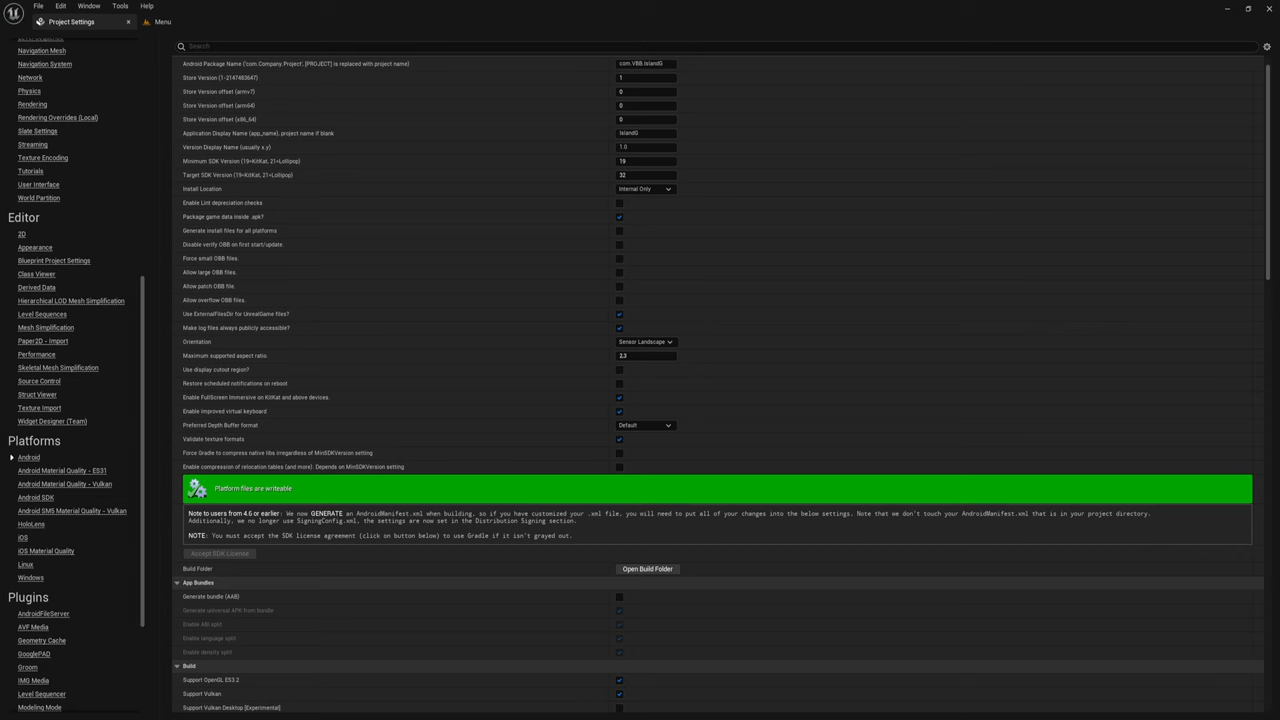 File Edit Window Tools Help
Project Settings
Menu
Navigation Mesh
Navigation System
Network
Physics
Rendering
Rendering Overrides (Local)
Slate Settings
Streaming
Texture Encoding
Tutorials
User Interface
World Partition
Editor
2D
Appearance
Blueprint Project Settings
Class Viewer
Derived Data
Hierarchical LOD Mesh Simplification
Level Sequences
Mesh Simplification
Paper2D - Import
Performance
Skeletal Mesh Simplification
Source Control
Struct Viewer
Texture Import
Widget Designer (Team)
Platforms
Android
Android Material Quality - ES31
Android Material Quality - Vulkan
Android SDK
Android SM5 Material Quality - Vulkan
HoloLens
iOS
iOS Material Quality
Linux
Windows
Plugins
AndroidFileServer
AVF Media
Geometry Cache
GooglePAD
Groom
IMG Media
Level Sequencer
Modeling Mode
Search
Android Package Name ('com.Company.Project', [PROJECT] is replaced with project name) com.VBB.IslandG
Store Version (1-2147483647) 1
Store Version offset (armv7) 0
Store Version offset (arm64) 0
Store Version offset (x86_64) 0
Application Display Name (app_name), project name if blank IslandG
Version Display Name (usually x.y) 1.0
Minimum SDK Version (19=KitKat, 21=Lollipop) 19
Target SDK Version (19=KitKat, 21=Lollipop) 32
Install Location Internal Only
Enable Lint depreciation checks
Package game data inside .apk?
Generate install files for all platforms
Disable verify OBB on first start/update.
Force small OBB files.
Allow large OBB files.
Allow patch OBB file.
Allow overflow OBB files.
Use ExternalFilesDir for UnrealGame files?
Make log files always publicly accessible?
Orientation Sensor Landscape
Maximum supported aspect ratio. 2,3
Use display cutout region?
Restore scheduled notifications on reboot
Enable FullScreen Immersive on KitKat and above devices.
Enable improved virtual keyboard
Preferred Depth Buffer format Default
Validate texture formats
Force Gradle to compress native libs irregardless of MinSDKVersion setting
Enable compression of relocation tables (and more). Depends on MinSDKVersion setting
Platform files are writeable
Note to users from 4.6 or earlier: We now GENERATE an AndroidManifest.xml when building, so if you have customized your .xml file, you will need to put all of your changes into the below settings. Note that we don't touch your AndroidManifest.xml that is in your project directory.
Additionally, we no longer use SigningConfig.xml, the settings are now set in the Distribution Signing section.
NOTE: You must accept the SDK license agreement (click on button below) to use Gradle if it isn't grayed out.
Accept SDK License
Build Folder Open Build Folder
App Bundles
Generate bundle (AAB)
Generate universal APK from bundle
Enable ABI split
Enable language split
Enable density split
Build
Support OpenGL ES3.2
Support Vulkan
Support Vulkan Desktop [Experimental]